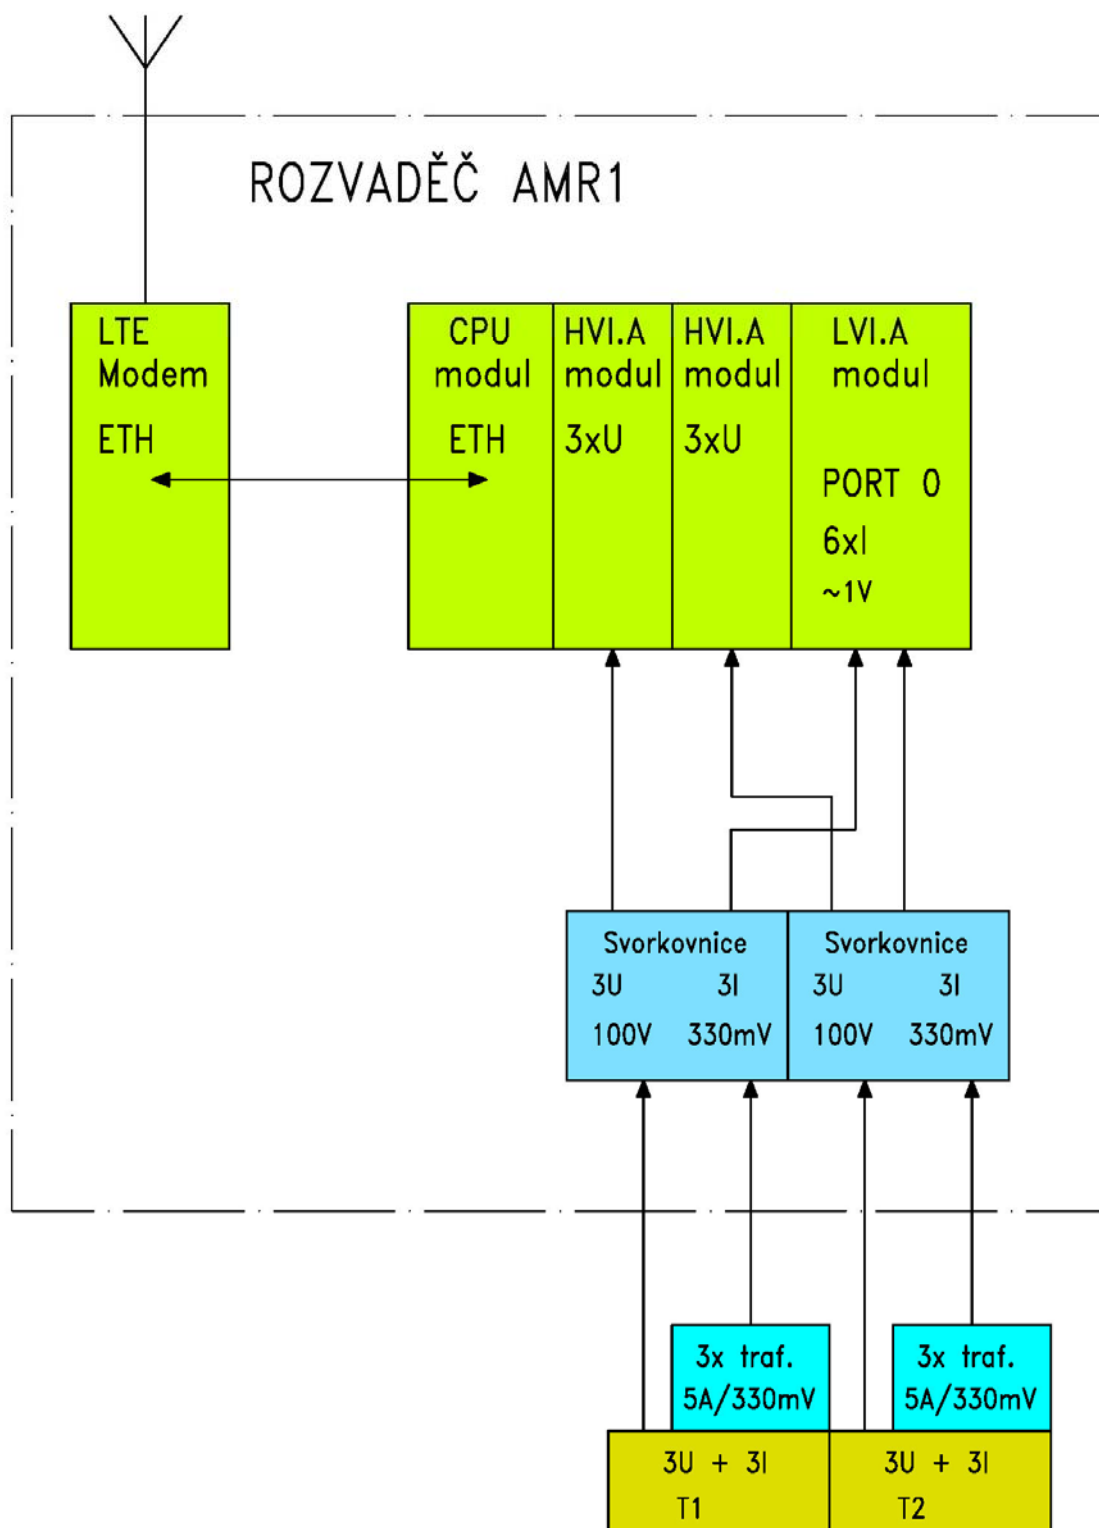 ROZVADĚČ AMR1
LTE
Modem
ETH
CPU
modul
ETH
HVI.A
modul
3xU
HVI.A
modul
3xU
LVI.A
modul
PORT 0
6xI
~1V
Svorkovnice
3U 3I
100V 330mV
Svorkovnice
3U 3I
100V 330mV
3x traf.
5A/330mV
3x traf.
5A/330mV
3U + 3I
T1
3U + 3I
T2